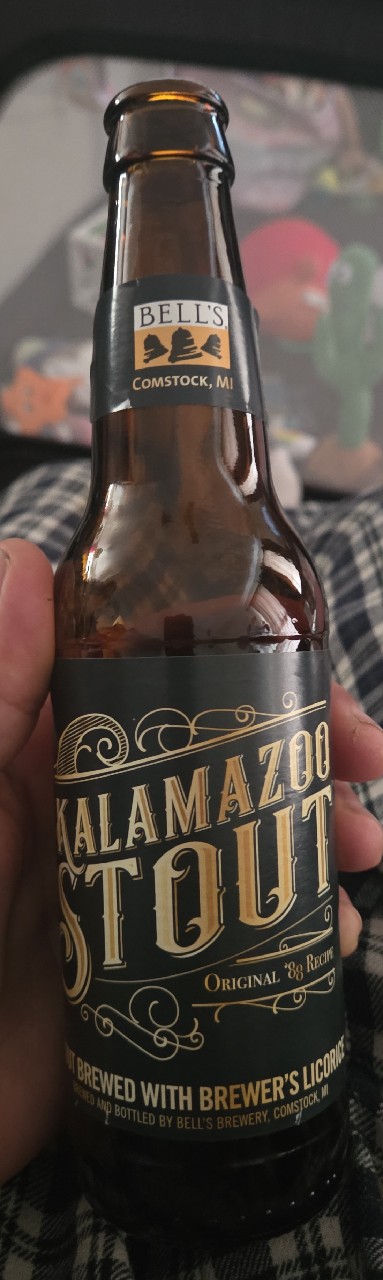 BELL'S
COMSTOCK, MI
KALAMAZOO
STOUT
ORIGINAL '88 RECIPE
BREWED WITH BREWER'S LICORICE
AND BOTTLED BY BELL'S BREWERY, COMSTOCK, MI